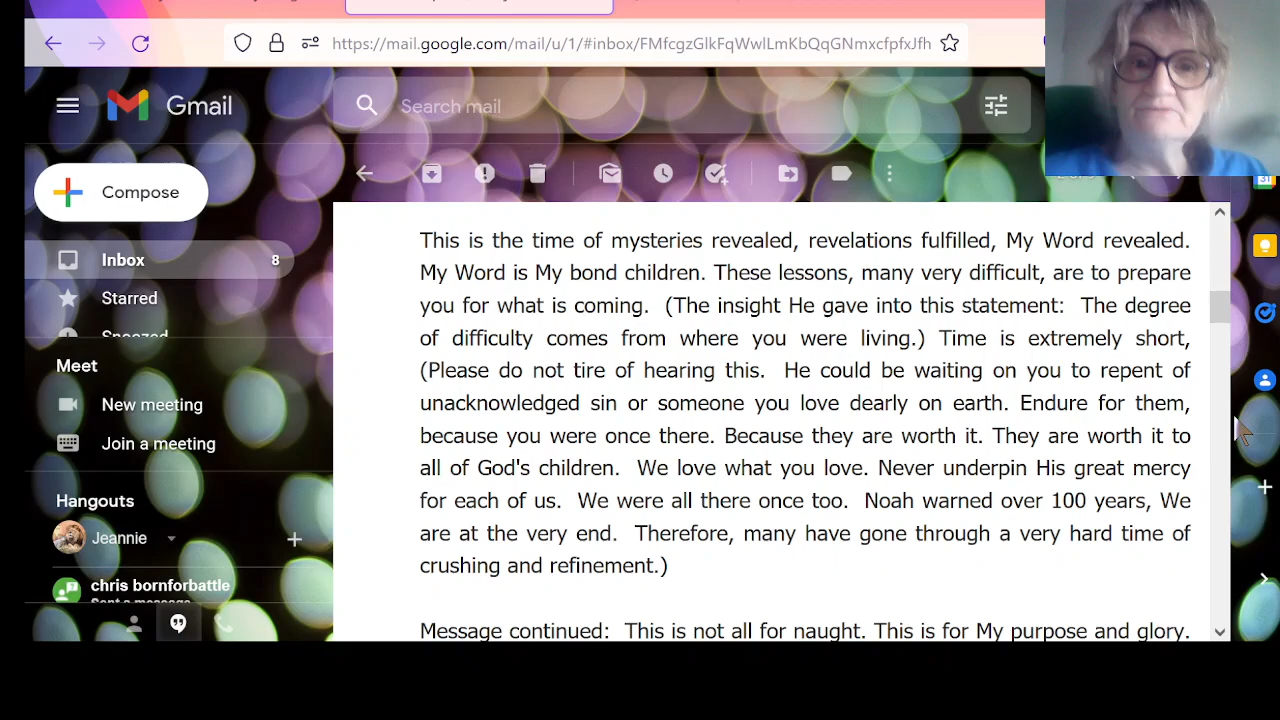 https://mail.google.com/mail/u/1/#inbox/FMfcgzGlkFqWwlLmKbQqGNmxcfpfxJfh
Gmail
Search mail
Compose
Inbox 8
Starred
Snoozed
Meet
New meeting
Join a meeting
Hangouts
Jeannie
chris bornforbattle
Sent a message
31
This is the time of mysteries revealed, revelations fulfilled, My Word revealed.
My Word is My bond children. These lessons, many very difficult, are to prepare
you for what is coming. (The insight He gave into this statement: The degree
of difficulty comes from where you were living.) Time is extremely short,
(Please do not tire of hearing this. He could be waiting on you to repent of
unacknowledged sin or someone you love dearly on earth. Endure for them,
because you were once there. Because they are worth it. They are worth it to
all of God's children. We love what you love. Never underpin His great mercy
for each of us. We were all there once too. Noah warned over 100 years, We
are at the very end. Therefore, many have gone through a very hard time of
crushing and refinement.)
Message continued: This is not all for naught. This is for My purpose and glory.